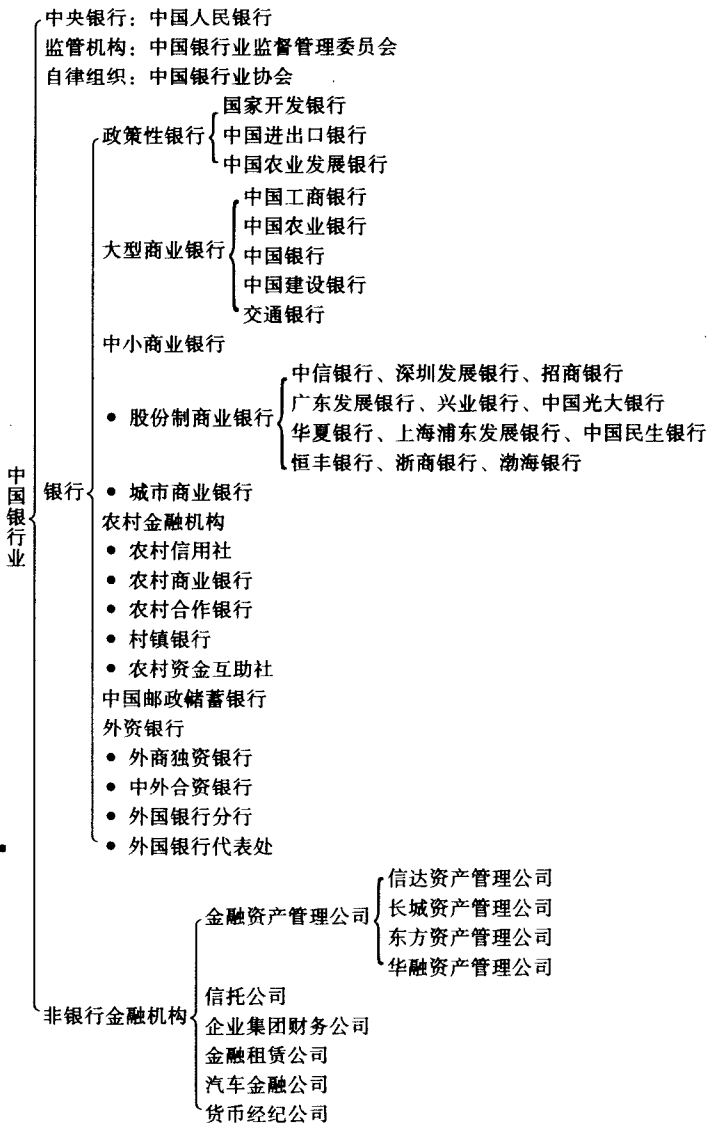 中央银行：中国人民银行
监管机构：中国银行业监督管理委员会
自律组织：中国银行业协会
国家开发银行
政策性银行
中国进出口银行
中国农业发展银行
中国工商银行
中国农业银行
大型商业银行
中国银行
中国建设银行
交通银行
中小商业银行
中信银行、深圳发展银行、招商银行
广东发展银行、兴业银行、中国光大银行
● 股份制商业银行
华夏银行、上海浦东发展银行、中国民生银行
恒丰银行、浙商银行、渤海银行
中国银行业
银行
● 城市商业银行
农村金融机构
● 农村信用社
● 农村商业银行
● 农村合作银行
● 村镇银行
● 农村资金互助社
中国邮政储蓄银行
外资银行
● 外商独资银行
● 中外合资银行
● 外国银行分行
● 外国银行代表处
信达资产管理公司
长城资产管理公司
金融资产管理公司
东方资产管理公司
华融资产管理公司
非银行金融机构
信托公司
企业集团财务公司
金融租赁公司
汽车金融公司
货币经纪公司